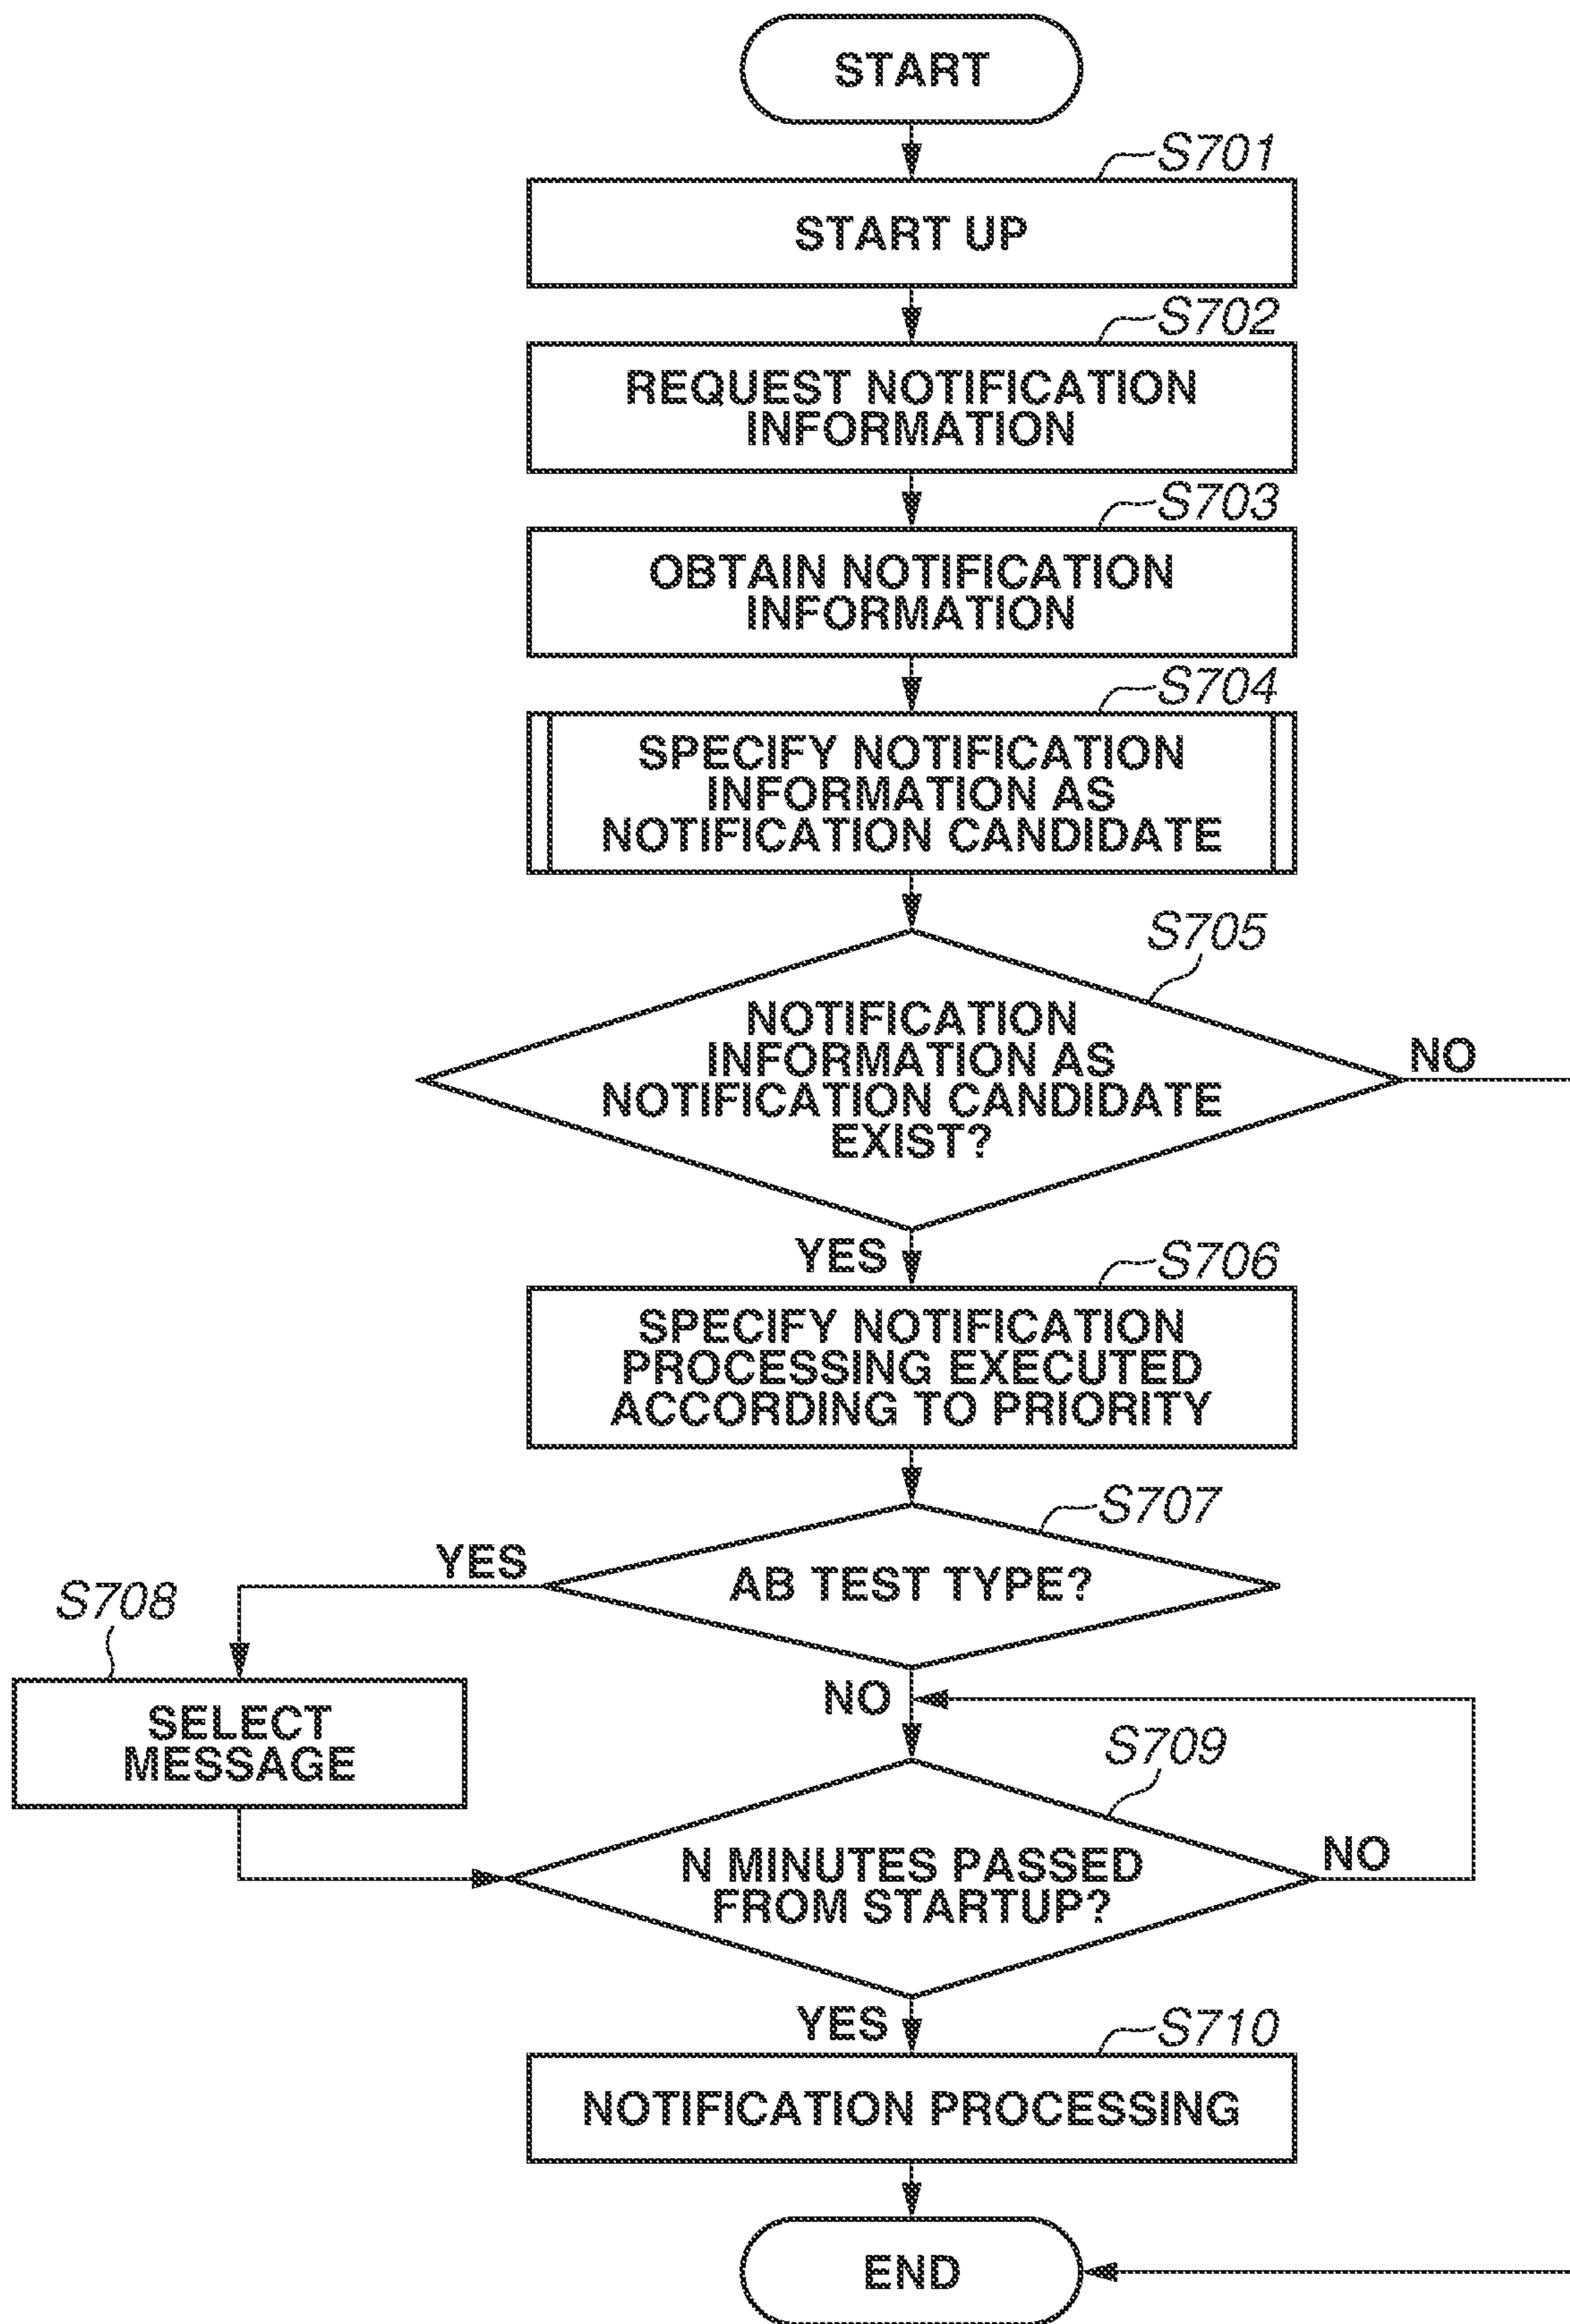 START
S701
START UP
S702
REQUEST NOTIFICATION
INFORMATION
S703
OBTAIN NOTIFICATION
INFORMATION
S704
SPECIFY NOTIFICATION
INFORMATION AS
NOTIFICATION CANDIDATE
S705
NOTIFICATION
INFORMATION AS
NOTIFICATION CANDIDATE
EXIST?
NO
YES
S706
SPECIFY NOTIFICATION
PROCESSING EXECUTED
ACCORDING TO PRIORITY
S707
AB TEST TYPE?
YES
S708
SELECT
MESSAGE
NO
S709
N MINUTES PASSED
FROM STARTUP?
NO
YES
S710
NOTIFICATION PROCESSING
END